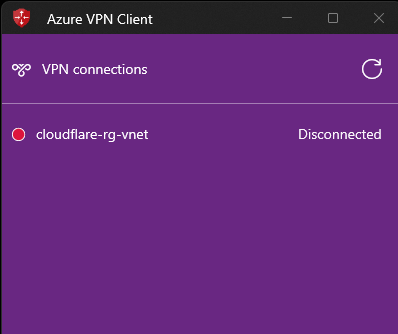 Azure VPN Client
VPN connections
cloudflare-rg-vnet Disconnected